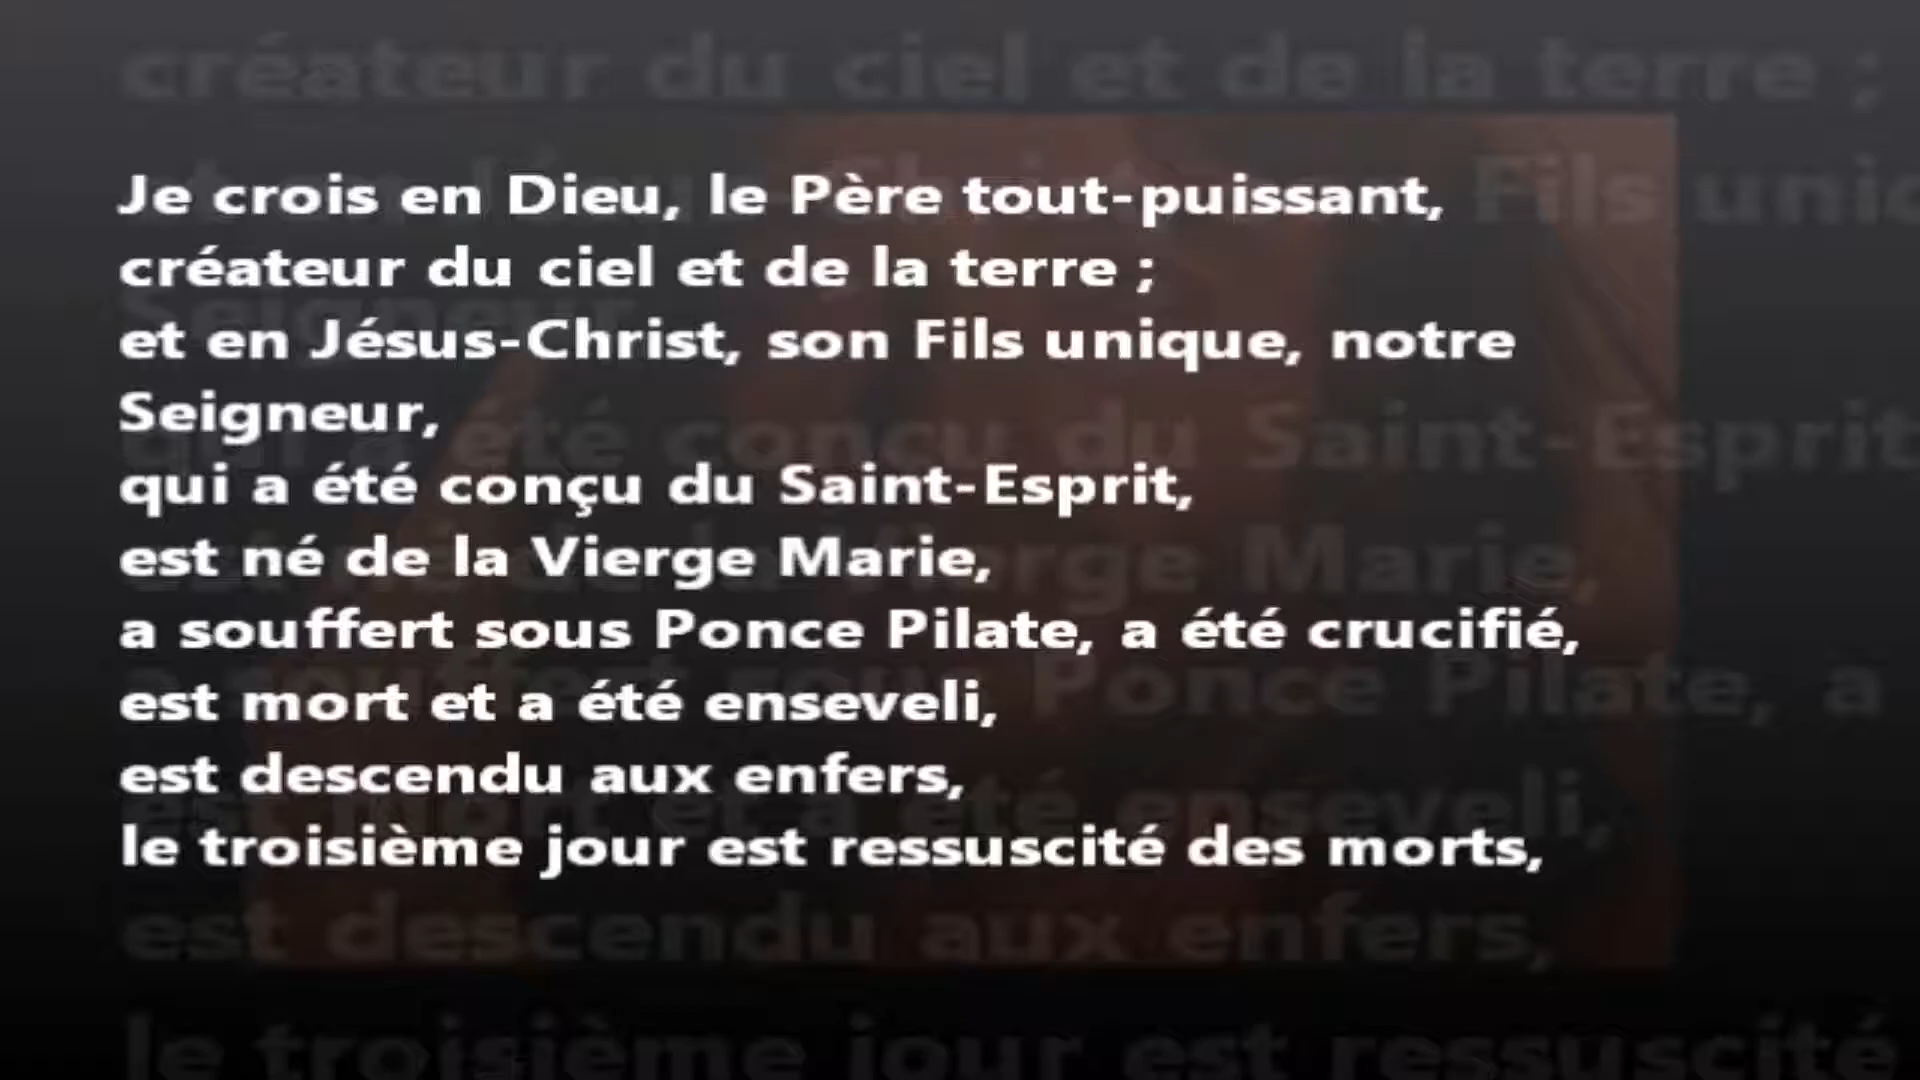 Je crois en Dieu, le Père tout-puissant,
créateur du ciel et de la terre ;
et en Jésus-Christ, son Fils unique, notre
Seigneur,
qui a été conçu du Saint-Esprit,
est né de la Vierge Marie,
a souffert sous Ponce Pilate, a été crucifié,
est mort et a été enseveli,
est descendu aux enfers,
le troisième jour est ressuscité des morts,